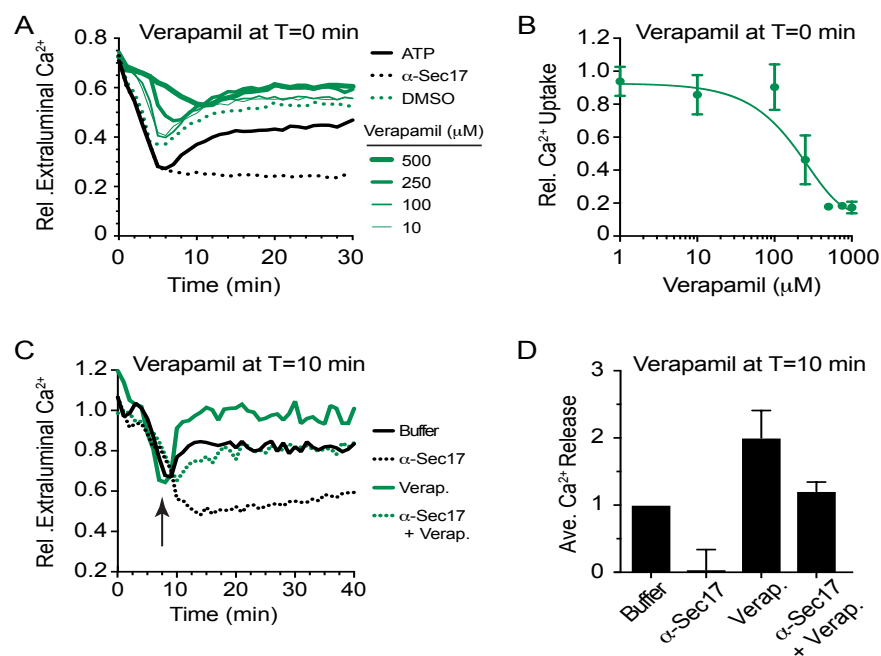 A
Verapamil at T=0 min
Rel .Extraluminal Ca2+
0.8
0.6
0.4
0.2
0
0
10
20
30
Time (min)
ATP
α-Sec17
DMSO
Verapamil (μM)
500
250
100
10
B
Verapamil at T=0 min
Rel. Ca2+ Uptake
1.2
1.0
0.8
0.6
0.4
0.2
0
1
10
100
1000
Verapamil (μM)
C
Verapamil at T=10 min
Rel .Extraluminal Ca2+
1.2
1.0
0.8
0.6
0.4
0.2
0
10
20
30
40
Time (min)
Buffer
α-Sec17
Verap.
α-Sec17
+ Verap.
D
Verapamil at T=10 min
Ave. Ca2+ Release
3
2
1
0
Buffer
α-Sec17
Verap.
α-Sec17
+ Verap.